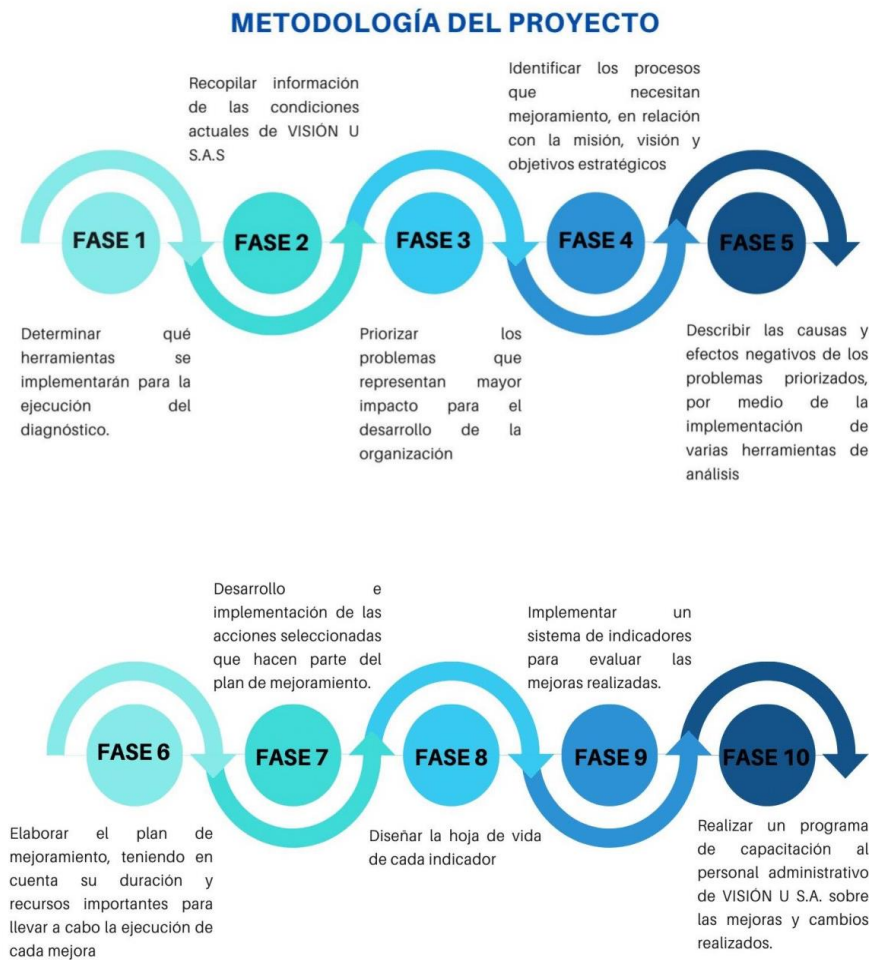 METODOLOGÍA DEL PROYECTO
FASE 1
Determinar qué
herramientas se
implementarán para la
ejecución del
diagnóstico.
Recopilar información
de las condiciones
actuales de VISIÓN U
S.A.S
FASE 2
FASE 3
Priorizar los
problemas que
representan mayor
impacto para el
desarrollo de la
organización
Identificar los procesos
que necesitan
mejoramiento, en relación
con la misión, visión y
objetivos estratégicos
FASE 4
FASE 5
Describir las causas y
efectos negativos de los
problemas priorizados,
por medio de la
implementación de
varias herramientas de
análisis
FASE 6
Elaborar el plan de
mejoramiento, teniendo en
cuenta su duración y
recursos importantes para
llevar a cabo la ejecución de
cada mejora
Desarrollo e
implementación de las
acciones seleccionadas
que hacen parte del
plan de mejoramiento.
FASE 7
FASE 8
Diseñar la hoja de vida
de cada indicador
Implementar un
sistema de indicadores
para evaluar las
mejoras realizadas.
FASE 9
FASE 10
Realizar un programa
de capacitación al
personal administrativo
de VISIÓN U S.A. sobre
las mejoras y cambios
realizados.